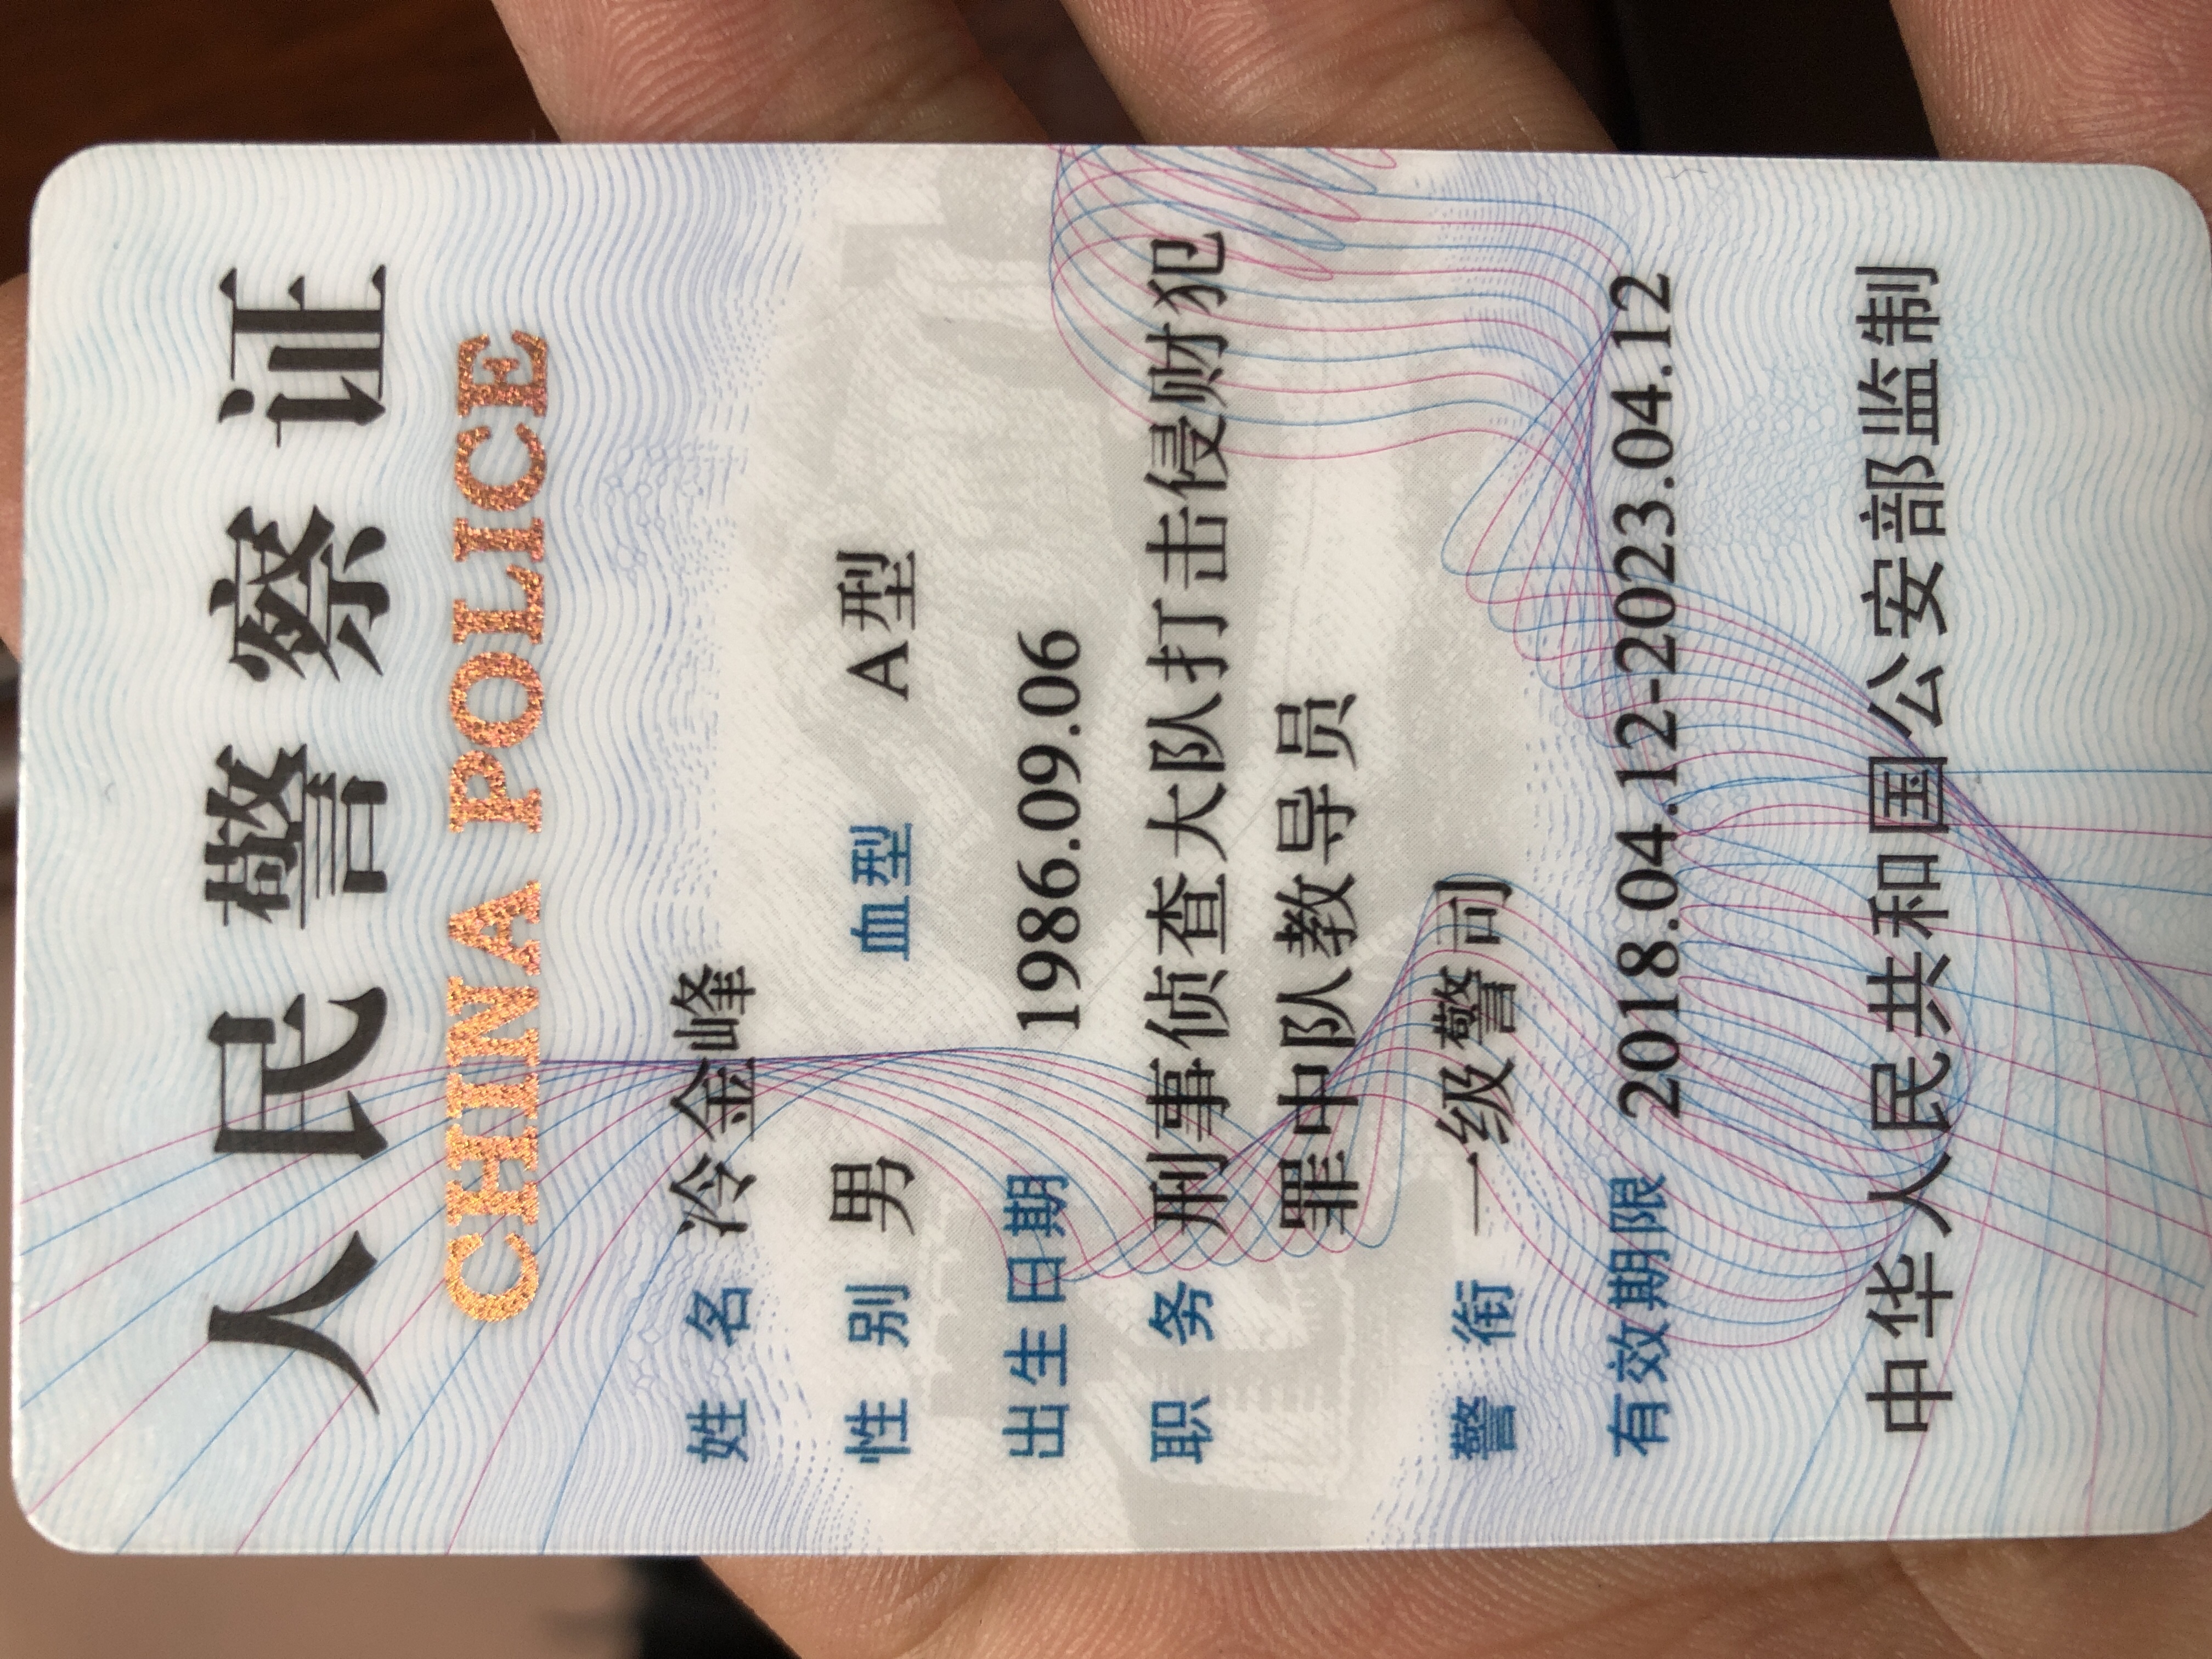 人民警察证
CHINA POLICE
姓 名 冷金峰
性 别 男 血型 A型
出生日期 1986.09.06
职 务 刑事侦查大队打击侵财犯
罪中队教导员
警 衔 一级警司
有效期限 2018.04.12-2023.04.12
中华人民共和国公安部监制